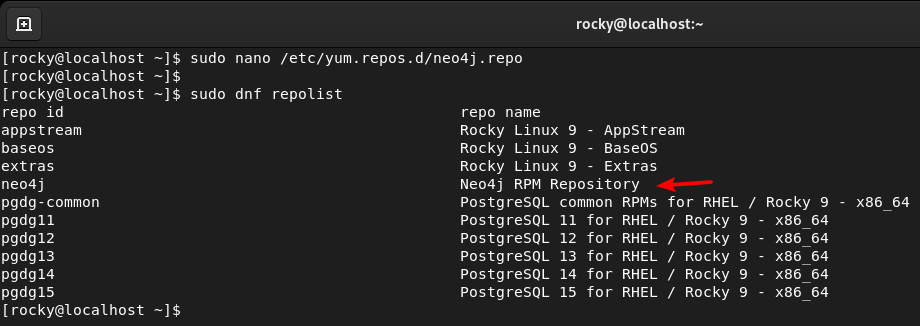 rocky@localhost:~
[rocky@localhost ~]$ sudo nano /etc/yum.repos.d/neo4j.repo
[rocky@localhost ~]$
[rocky@localhost ~]$ sudo dnf repolist
repo id repo name
appstream Rocky Linux 9 - AppStream
baseos Rocky Linux 9 - BaseOS
extras Rocky Linux 9 - Extras
neo4j Neo4j RPM Repository
pgdg-common PostgreSQL common RPMs for RHEL / Rocky 9 - x86_64
pgdg11 PostgreSQL 11 for RHEL / Rocky 9 - x86_64
pgdg12 PostgreSQL 12 for RHEL / Rocky 9 - x86_64
pgdg13 PostgreSQL 13 for RHEL / Rocky 9 - x86_64
pgdg14 PostgreSQL 14 for RHEL / Rocky 9 - x86_64
pgdg15 PostgreSQL 15 for RHEL / Rocky 9 - x86_64
[rocky@localhost ~]$